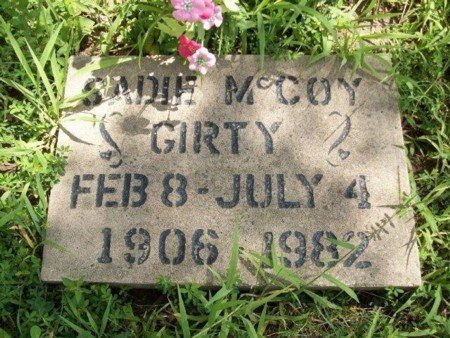 SADIE McCOY
GIRTY
FEB 8 - JULY 4
1906 1982